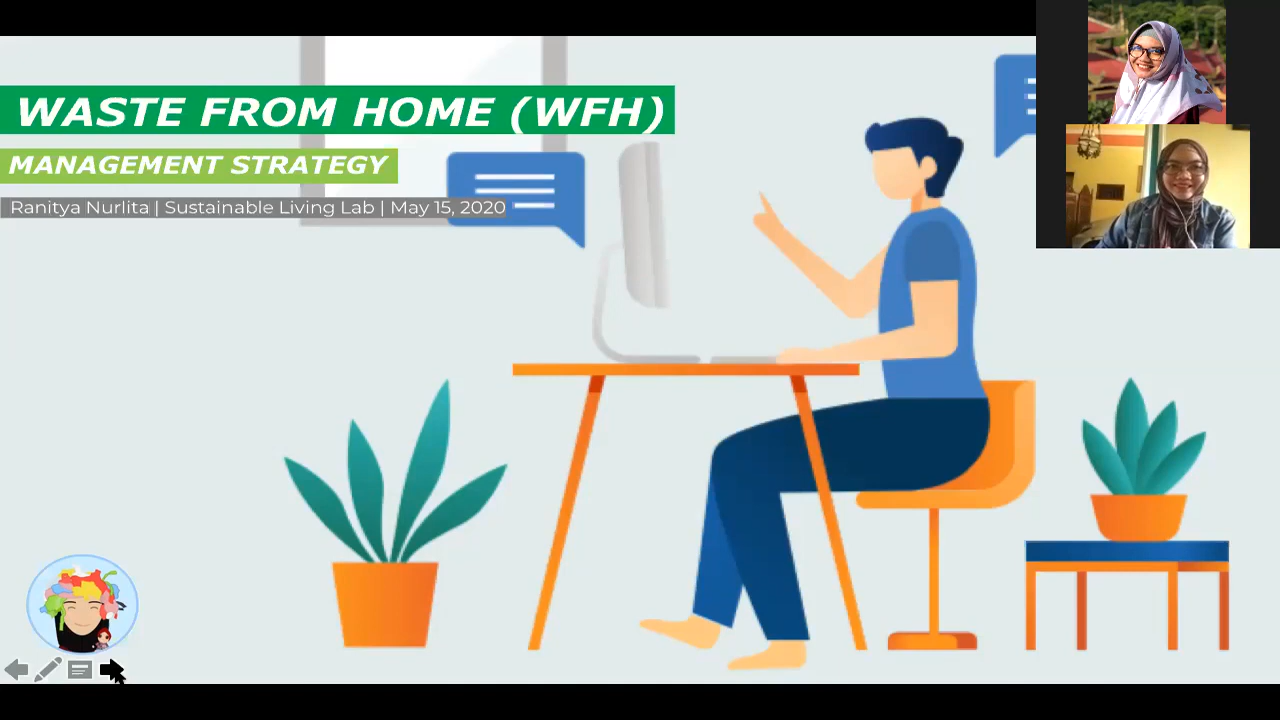 WASTE FROM HOME (WFH)
MANAGEMENT STRATEGY
Ranitya Nurlita | Sustainable Living Lab | May 15, 2020